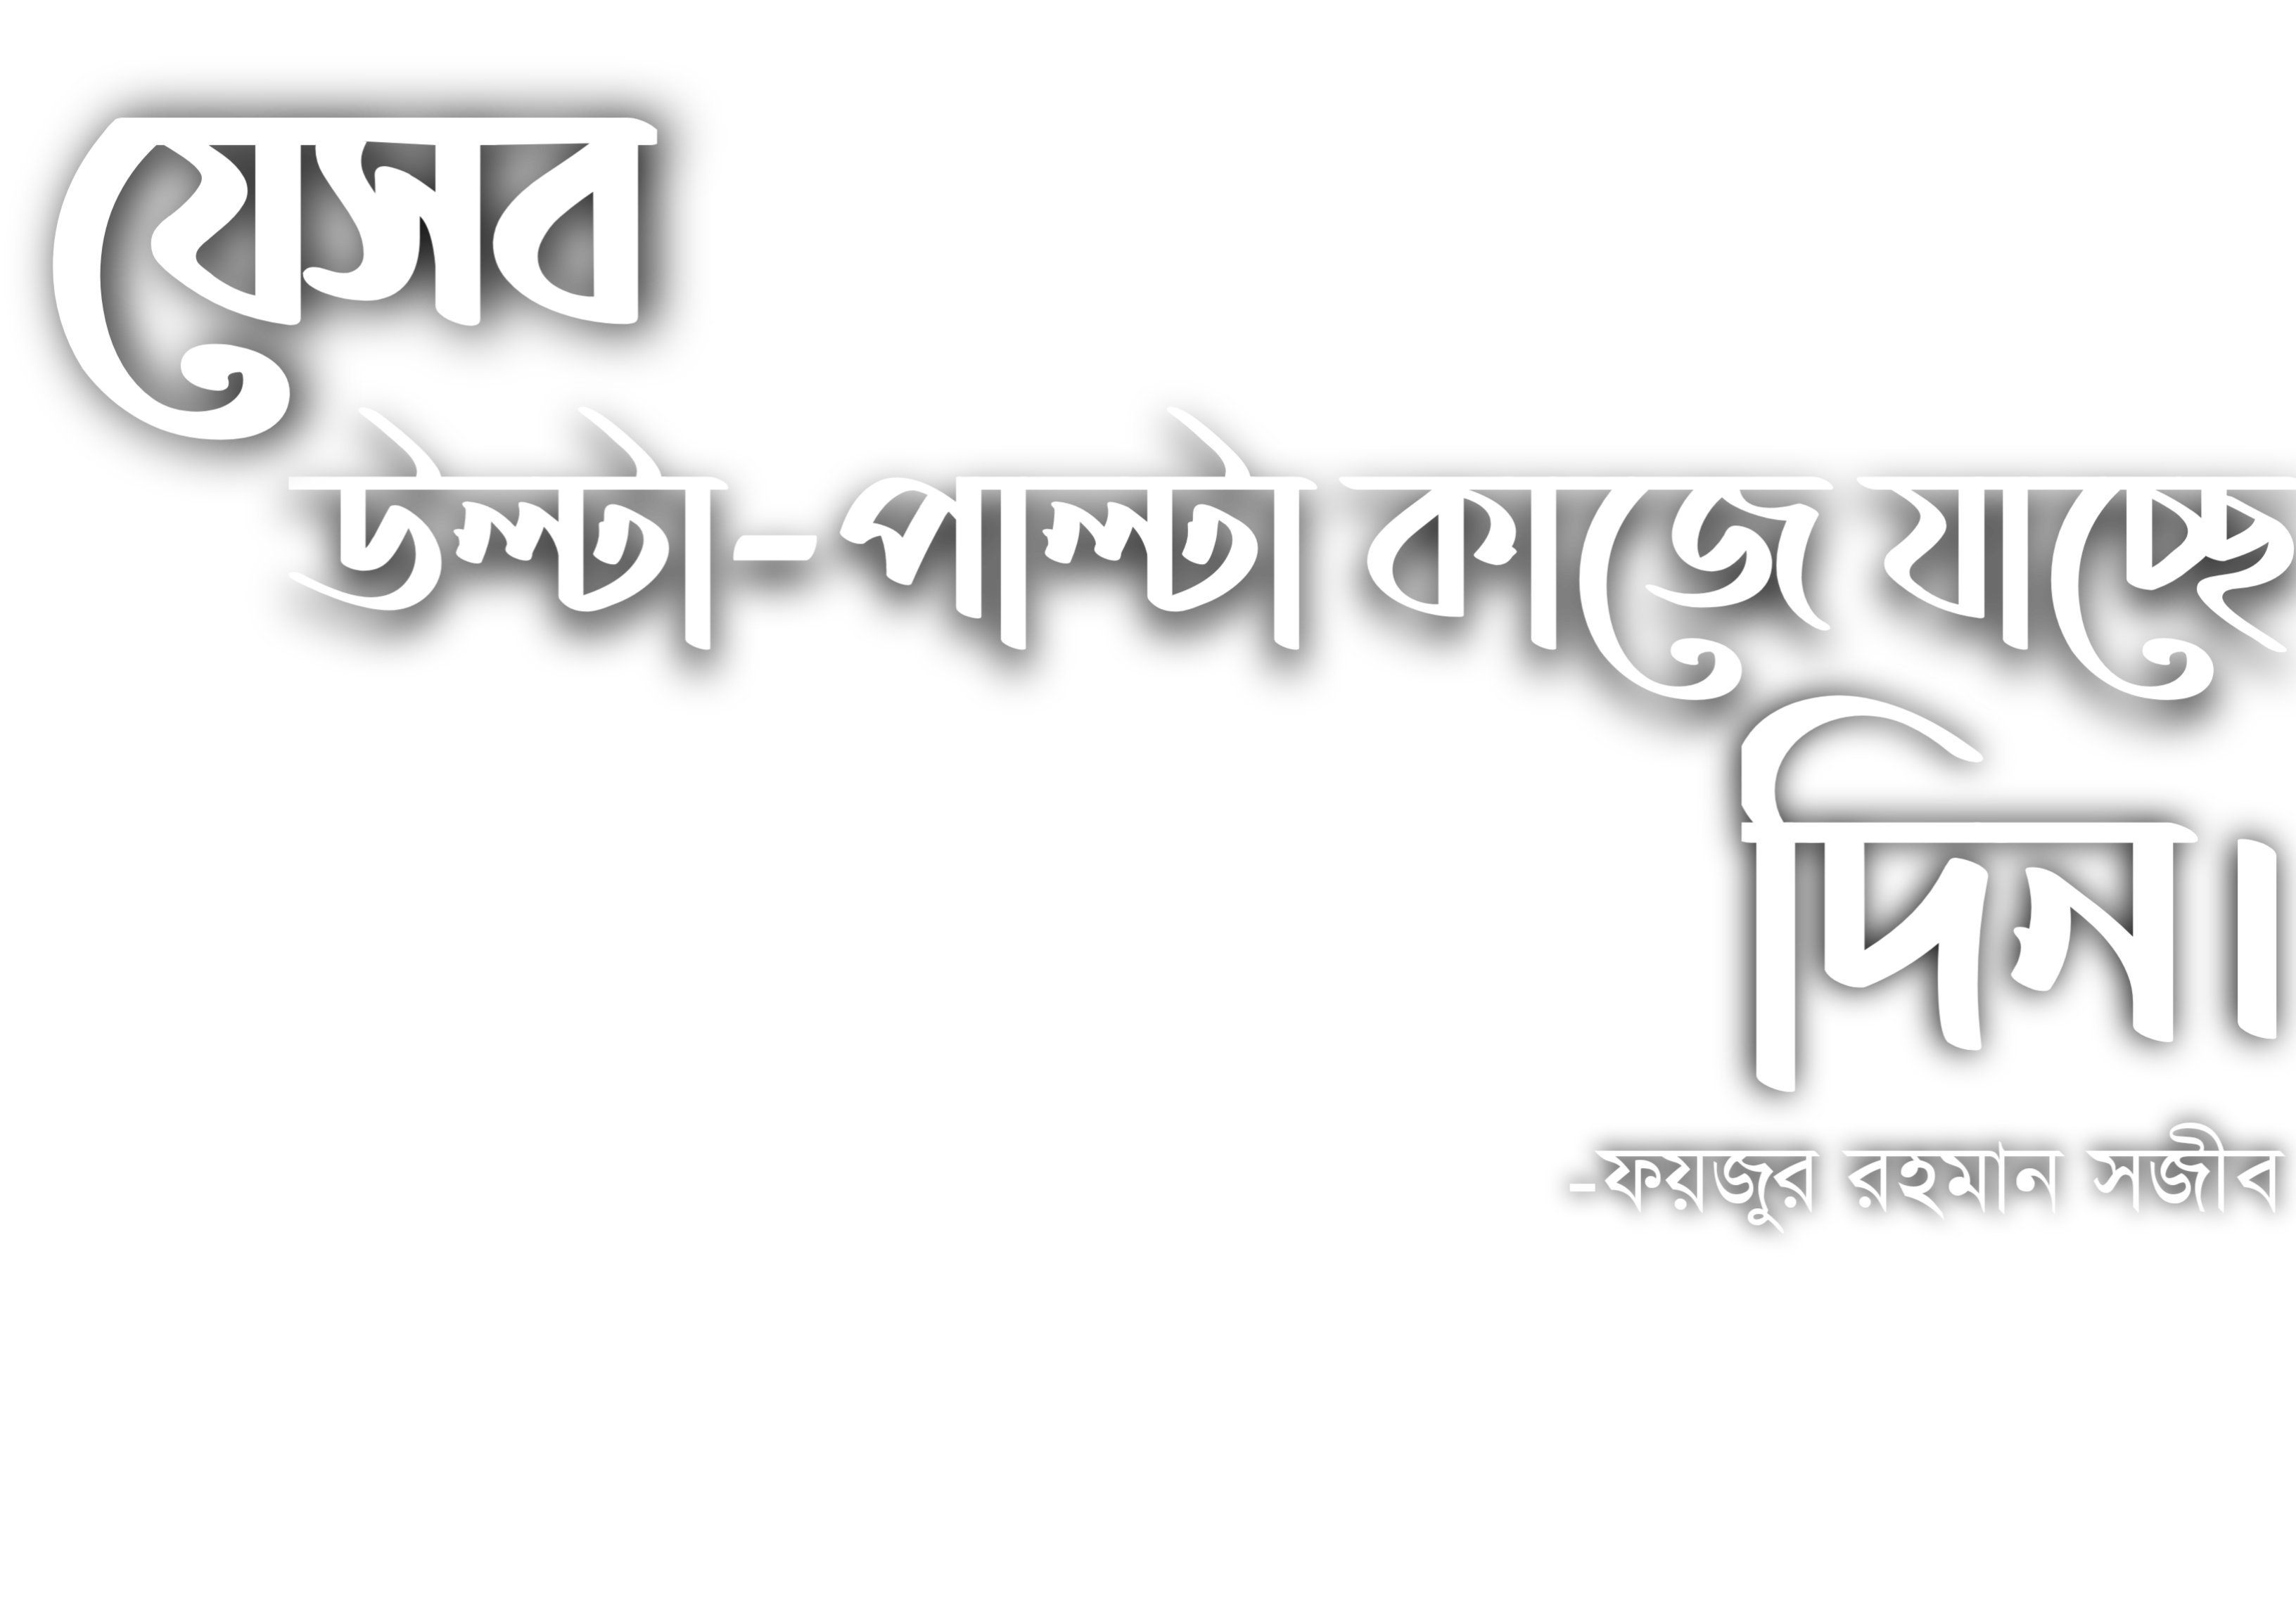 যেসব
উল্টা-পাল্টা কাজে যাচ্ছে
দিন।
-ফয়জুর রহমান সজীব